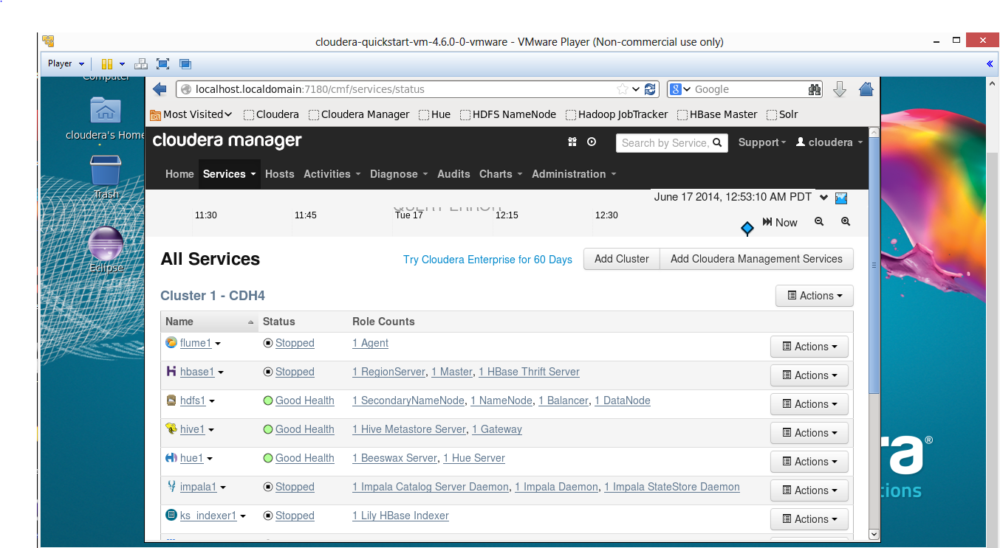 cloudera-quickstart-vm-4.6.0-0-vmware - VMware Player (Non-commercial use only)
Player
Computer
cloudera's Home
Trash
Eclipse
localhost.localdomain:7180/cmf/services/status
Google
Most Visited Cloudera Cloudera Manager Hue HDFS NameNode Hadoop JobTracker HBase Master Solr
cloudera manager
Search by Service, Support cloudera
Home Services Hosts Activities Diagnose Audits Charts Administration
June 17 2014, 12:53:10 AM PDT
QUERY ERROR
11:30 11:45 Tue 17 12:15 12:30
Now
All Services
Try Cloudera Enterprise for 60 Days Add Cluster Add Cloudera Management Services
Cluster 1 - CDH4 Actions
Name Status Role Counts
flume1 Stopped 1 Agent Actions
hbase1 Stopped 1 RegionServer, 1 Master, 1 HBase Thrift Server Actions
hdfs1 Good Health 1 SecondaryNameNode, 1 NameNode, 1 Balancer, 1 DataNode Actions
hive1 Good Health 1 Hive Metastore Server, 1 Gateway Actions
hue1 Good Health 1 Beeswax Server, 1 Hue Server Actions
impala1 Stopped 1 Impala Catalog Server Daemon, 1 Impala Daemon, 1 Impala StateStore Daemon Actions
ks_indexer1 Stopped 1 Lily HBase Indexer Actions
ra®
ions